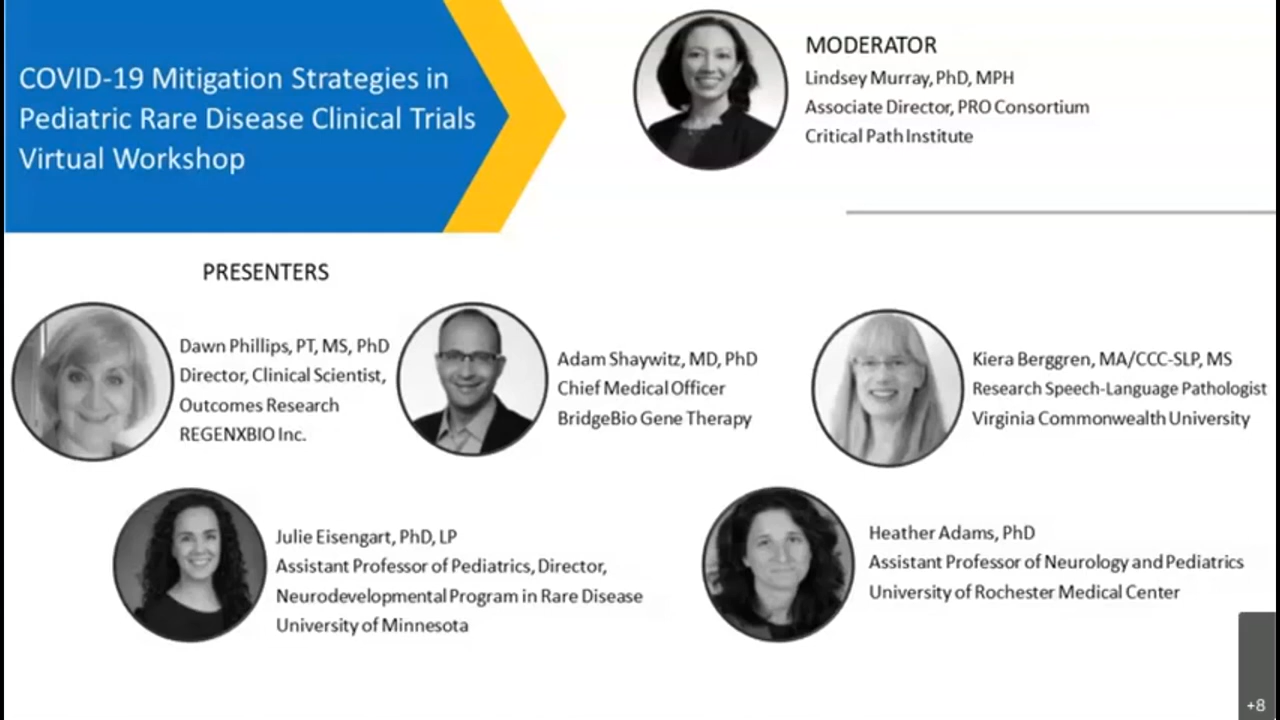 COVID-19 Mitigation Strategies in
Pediatric Rare Disease Clinical Trials
Virtual Workshop
MODERATOR
Lindsey Murray, PhD, MPH
Associate Director, PRO Consortium
Critical Path Institute
PRESENTERS
Dawn Phillips, PT, MS, PhD
Director, Clinical Scientist,
Outcomes Research
REGENXBIO Inc.
Adam Shaywitz, MD, PhD
Chief Medical Officer
BridgeBio Gene Therapy
Kiera Berggren, MA/CCC-SLP, MS
Research Speech-Language Pathologist
Virginia Commonwealth University
Julie Eisengart, PhD, LP
Assistant Professor of Pediatrics, Director,
Neurodevelopmental Program in Rare Disease
University of Minnesota
Heather Adams, PhD
Assistant Professor of Neurology and Pediatrics
University of Rochester Medical Center
+8